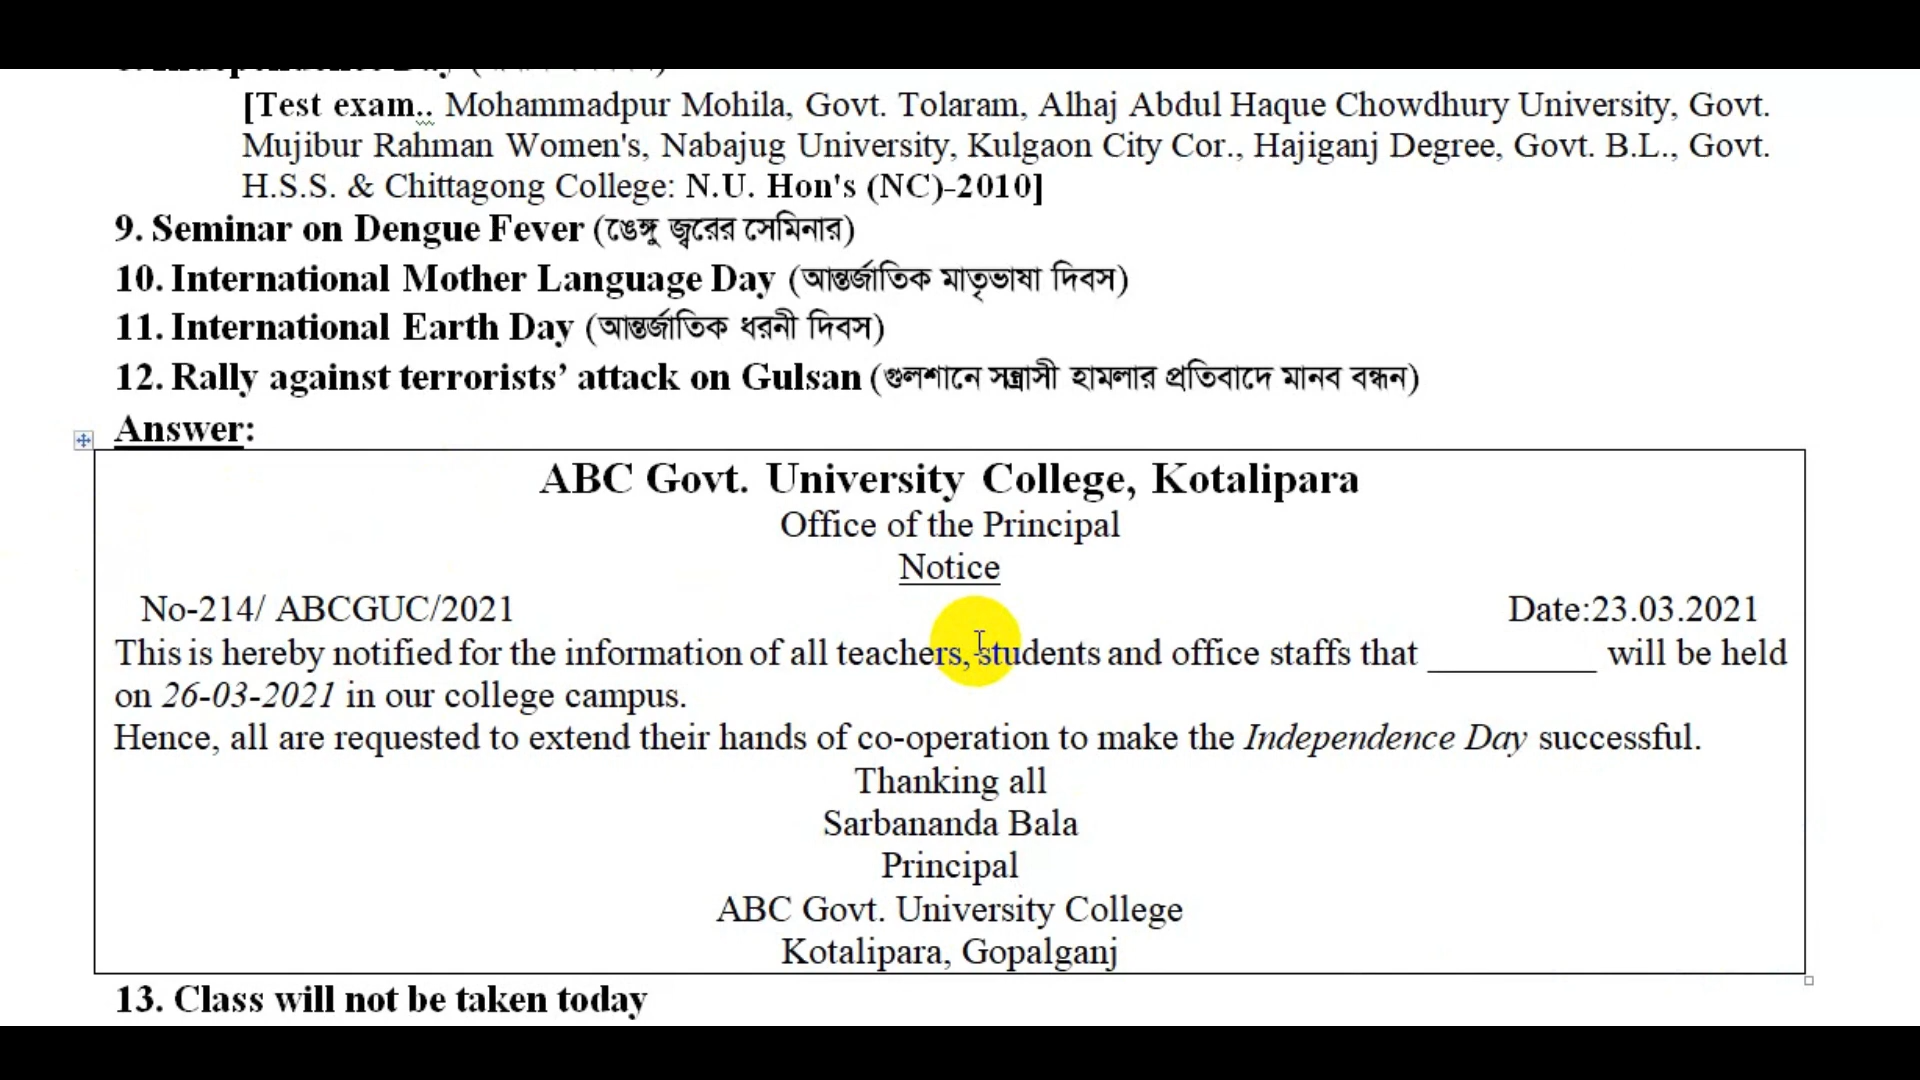 Independence Day
[Test exam.. Mohammadpur Mohila, Govt. Tolaram, Alhaj Abdul Haque Chowdhury University, Govt.
Mujibur Rahman Women's, Nabajug University, Kulgaon City Cor., Hajiganj Degree, Govt. B.L., Govt.
H.S.S. & Chittagong College: N.U. Hon's (NC)-2010]
9. Seminar on Dengue Fever (ডেঙ্গু জ্বরের সেমিনার)
10. International Mother Language Day (আন্তর্জাতিক মাতৃভাষা দিবস)
11. International Earth Day (আন্তর্জাতিক ধরনী দিবস)
12. Rally against terrorists’ attack on Gulsan (গুলশানে সন্ত্রাসী হামলার প্রতিবাদে মানব বন্ধন)
Answer:
ABC Govt. University College, Kotalipara
Office of the Principal
Notice
No-214/ ABCGUC/2021 Date:23.03.2021
This is hereby notified for the information of all teachers, students and office staffs that __________ will be held
on 26-03-2021 in our college campus.
Hence, all are requested to extend their hands of co-operation to make the Independence Day successful.
Thanking all
Sarbananda Bala
Principal
ABC Govt. University College
Kotalipara, Gopalganj
13. Class will not be taken today